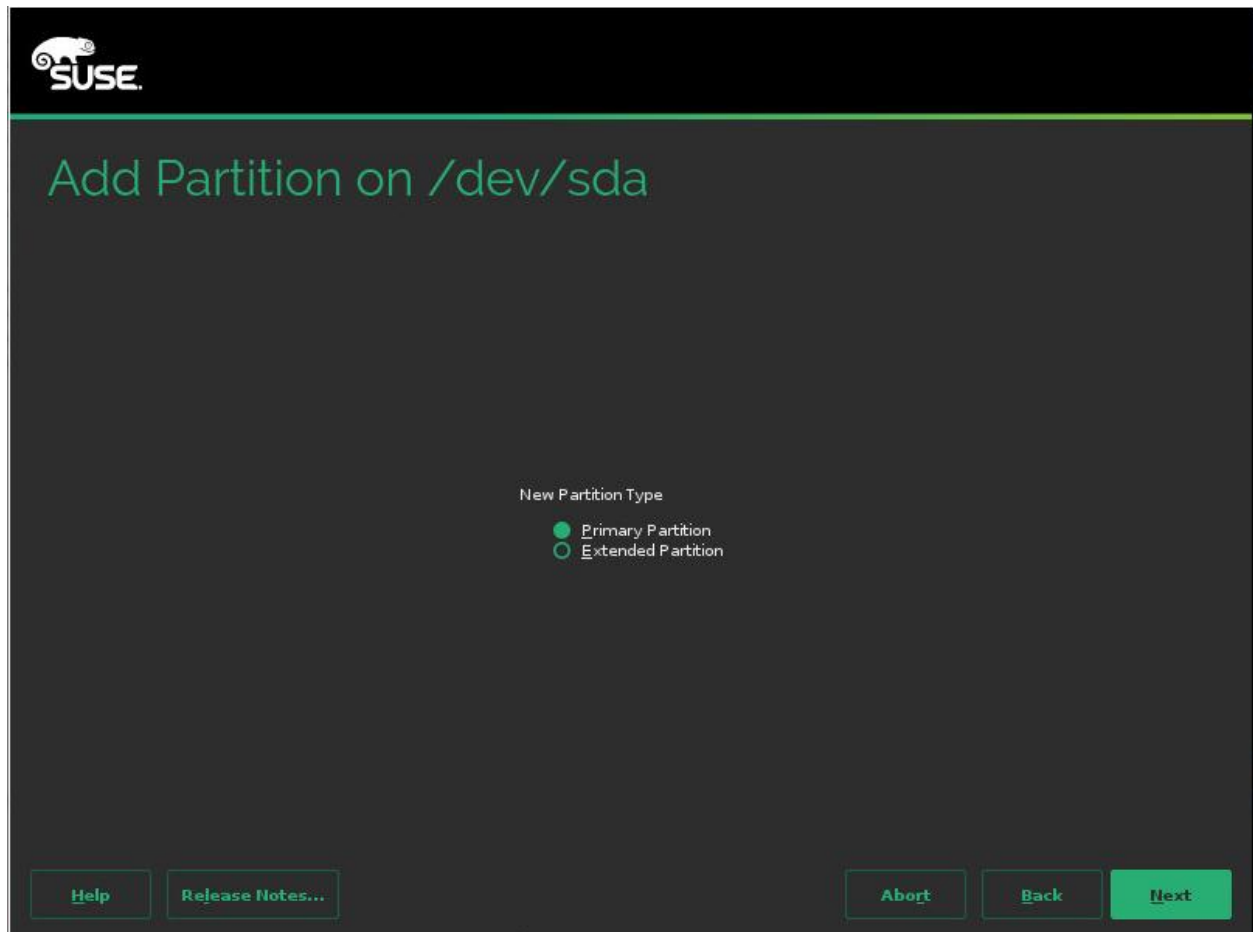 SUSE.
Add Partition on /dev/sda
New Partition Type
Primary Partition
Extended Partition
Help
Release Notes...
Abort
Back
Next